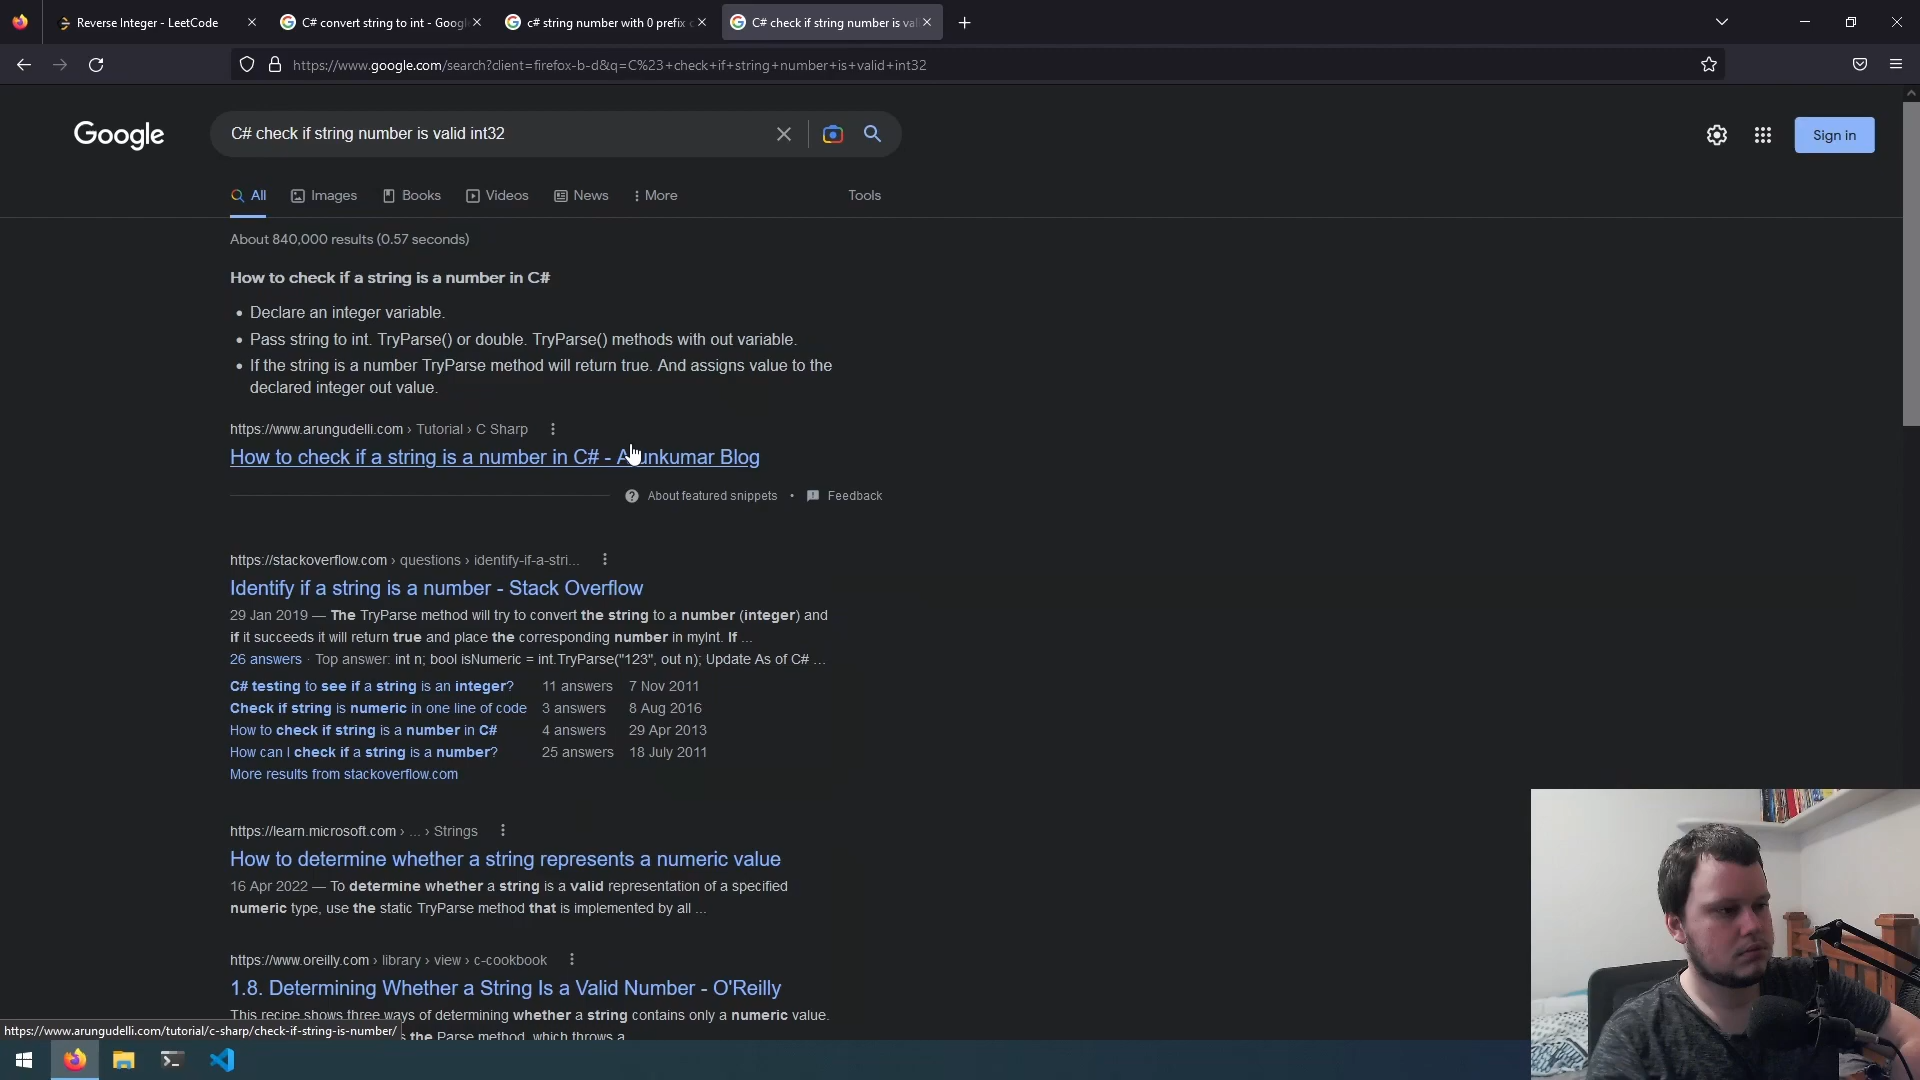 Reverse Integer - LeetCode
C# convert string to int - Googl
c# string number with 0 prefix c
C# check if string number is val
https://www.google.com/search?client=firefox-b-d&q=C%23+check+if+string+number+is+valid+int32
Google
C# check if string number is valid int32
Sign in
All
Images
Books
Videos
News
More
Tools
About 840,000 results (0.57 seconds)
How to check if a string is a number in C#
Declare an integer variable.
Pass string to int. TryParse() or double. TryParse() methods with out variable.
If the string is a number TryParse method will return true. And assigns value to the
declared integer out value.
https://www.arungudelli.com › Tutorial › C Sharp
How to check if a string is a number in C# - Arunkumar Blog
About featured snippets • Feedback
https://stackoverflow.com › questions › identify-if-a-stri...
Identify if a string is a number - Stack Overflow
29 Jan 2019 — The TryParse method will try to convert the string to a number (integer) and
if it succeeds it will return true and place the corresponding number in myInt. If ...
26 answers · Top answer: int n; bool isNumeric = int.TryParse("123", out n); Update As of C# ...
C# testing to see if a string is an integer? 11 answers 7 Nov 2011
Check if string is numeric in one line of code 3 answers 8 Aug 2016
How to check if string is a number in C# 4 answers 29 Apr 2013
How can I check if a string is a number? 25 answers 18 July 2011
More results from stackoverflow.com
https://learn.microsoft.com › ... › Strings
How to determine whether a string represents a numeric value
16 Apr 2022 — To determine whether a string is a valid representation of a specified
numeric type, use the static TryParse method that is implemented by all ...
https://www.oreilly.com › library › view › c-cookbook
1.8. Determining Whether a String Is a Valid Number - O'Reilly
This recipe shows three ways of determining whether a string contains only a numeric value.
https://www.arungudelli.com/tutorial/c-sharp/check-if-string-is-number/
the Parse method, which throws a